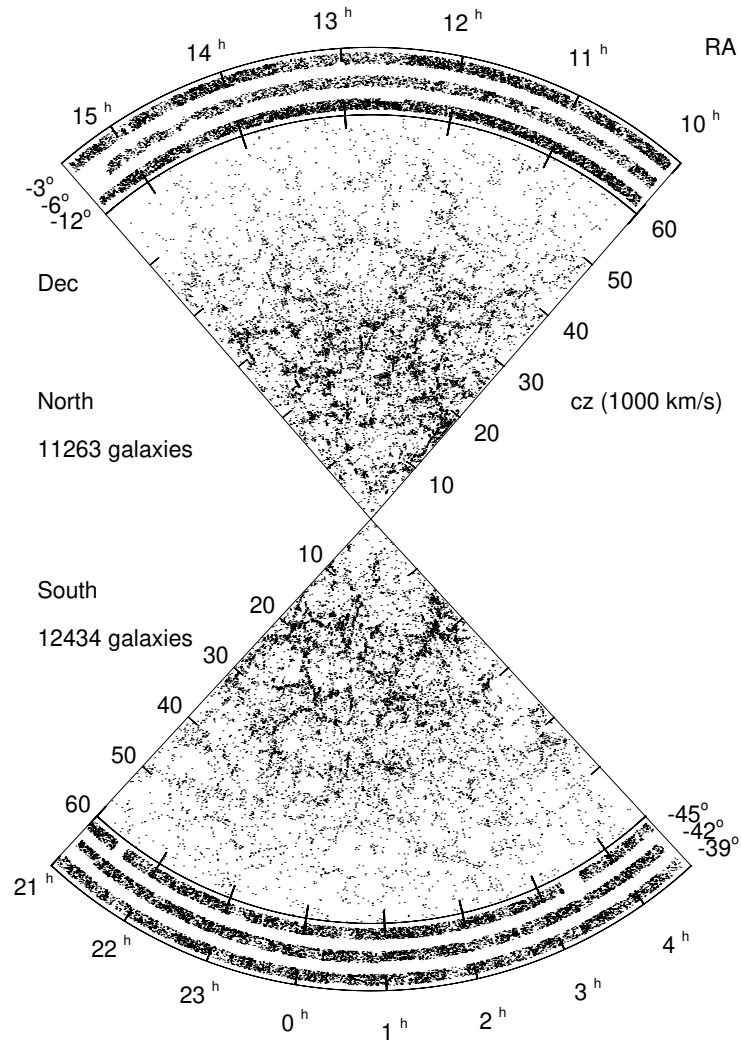 13 h
12 h
14 h
11 h
RA
15 h
10 h
-3°
-6°
-12°
60
Dec
50
40
30
North
cz (1000 km/s)
20
11263 galaxies
10
10
South
20
12434 galaxies
30
40
50
60
-45°
-42°
-39°
21 h
22 h
4 h
23 h
3 h
0 h
1 h
2 h